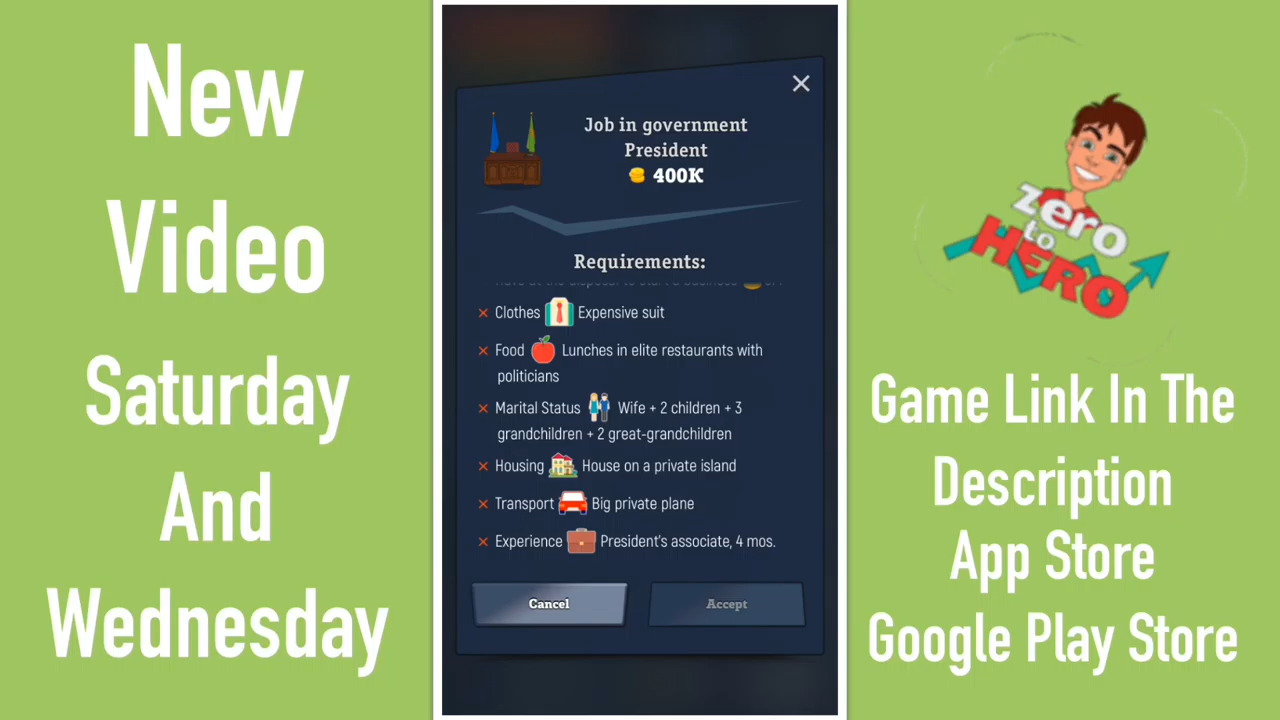 New
Video
Saturday
And
Wednesday
Job in government
President
400K
Requirements:
Clothes Expensive suit
Food Lunches in elite restaurants with
politicians
Marital Status Wife + 2 children + 3
grandchildren + 2 great-grandchildren
Housing House on a private island
Transport Big private plane
Experience President's associate, 4 mos.
Cancel
Accept
zero
to
HERO
Game Link In The
Description
App Store
Google Play Store